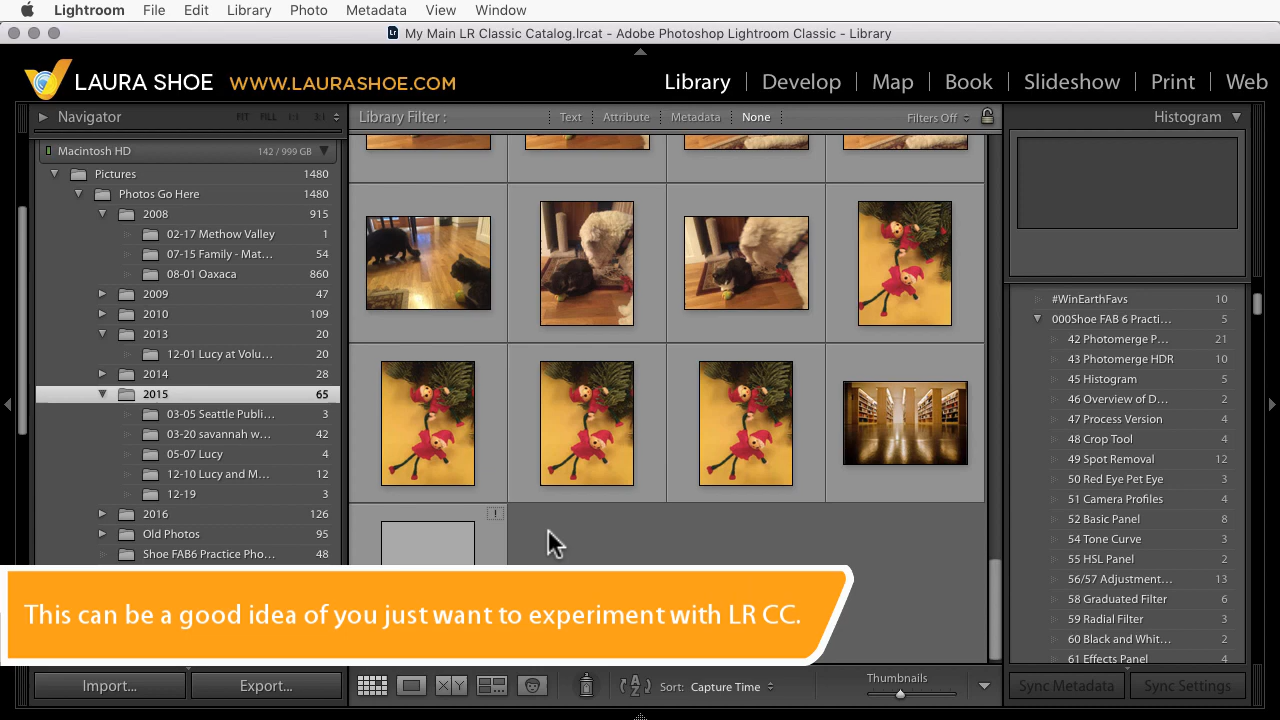 Lightroom File Edit Library Photo Metadata View Window
Lr My Main LR Classic Catalog.lrcat - Adobe Photoshop Lightroom Classic - Library
LAURA SHOE WWW.LAURASHOE.COM
Library Develop Map Book Slideshow Print Web
Navigator FIT FILL 1:1 3:1
Library Filter : Text Attribute Metadata None Filters Off
Histogram
Macintosh HD 142 / 999 GB
Pictures 1480
Photos Go Here 1480
2008 915
02-17 Methow Valley 1
07-15 Family - Mat... 54
08-01 Oaxaca 860
2009 47
2010 109
2013 20
12-01 Lucy at Volu... 20
2014 28
2015 65
03-05 Seattle Publi... 3
03-20 savannah w... 42
05-07 Lucy 4
12-10 Lucy and M... 12
12-19 3
2016 126
Old Photos 95
Shoe FAB6 Practice Pho... 48
!
#WinEarthFavs 10
000Shoe FAB 6 Practi... 5
42 Photomerge P... 21
43 Photomerge HDR 10
45 Histogram 5
46 Overview of D... 2
47 Process Version 4
48 Crop Tool 4
49 Spot Removal 12
50 Red Eye Pet Eye 3
51 Camera Profiles 4
52 Basic Panel 8
54 Tone Curve 3
55 HSL Panel 2
56/57 Adjustment... 13
58 Graduated Filter 6
59 Radial Filter 3
60 Black and Whit... 2
61 Effects Panel 4
This can be a good idea of you just want to experiment with LR CC.
Import... Export...
X Y
A Z
Sort: Capture Time
Thumbnails
Sync Metadata Sync Settings